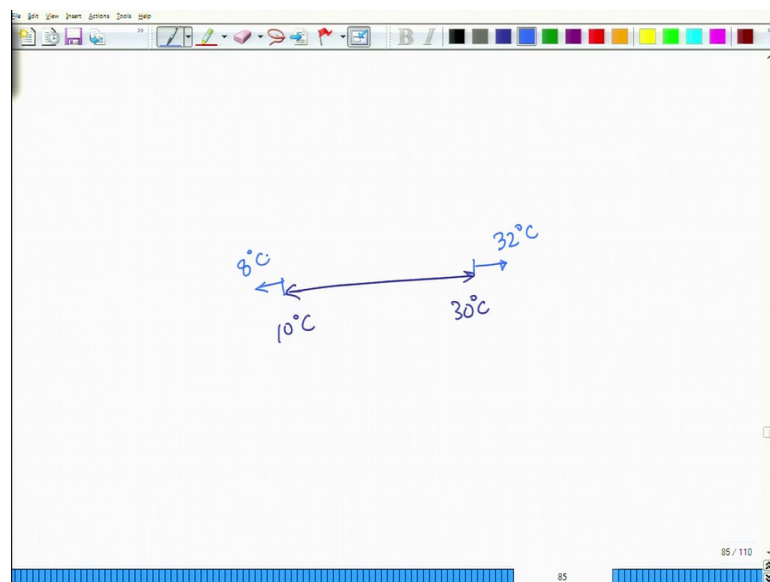 File Edit View Insert Actions Tools Help
B I
32°C
8°C
10°C
30°C
85 / 110
85